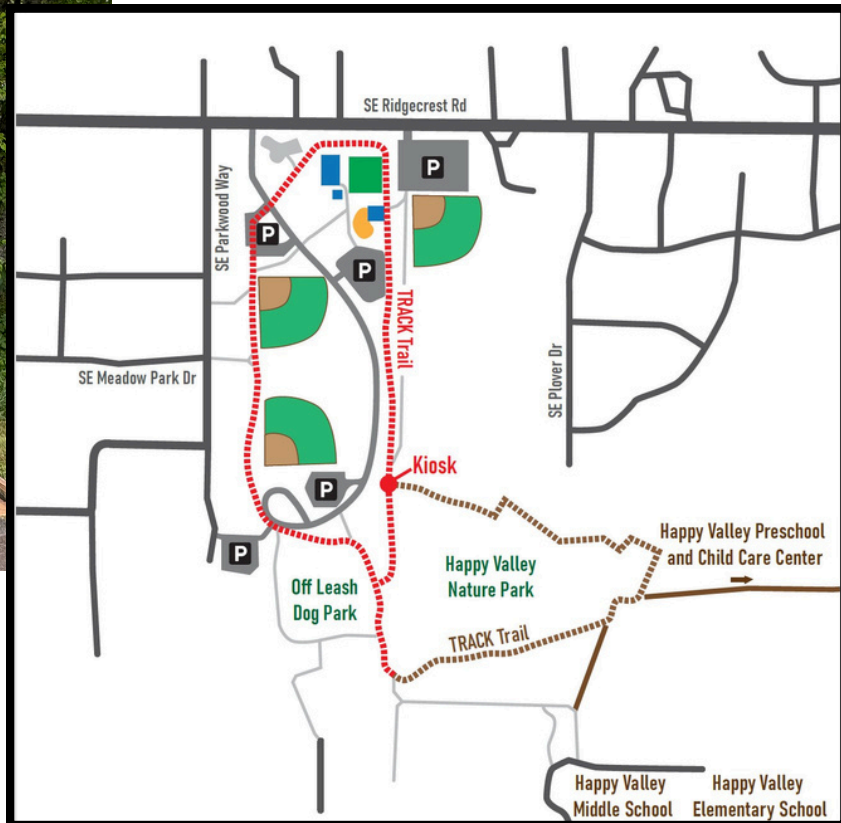 SE Ridgecrest Rd
P
SE Parkwood Way
P
P
TRACK Trail
SE Meadow Park Dr
SE Plover Dr
Kiosk
P
P
Happy Valley Preschool
and Child Care Center
Happy Valley
Nature Park
Off Leash
Dog Park
TRACK Trail
Happy Valley
Middle School
Happy Valley
Elementary School